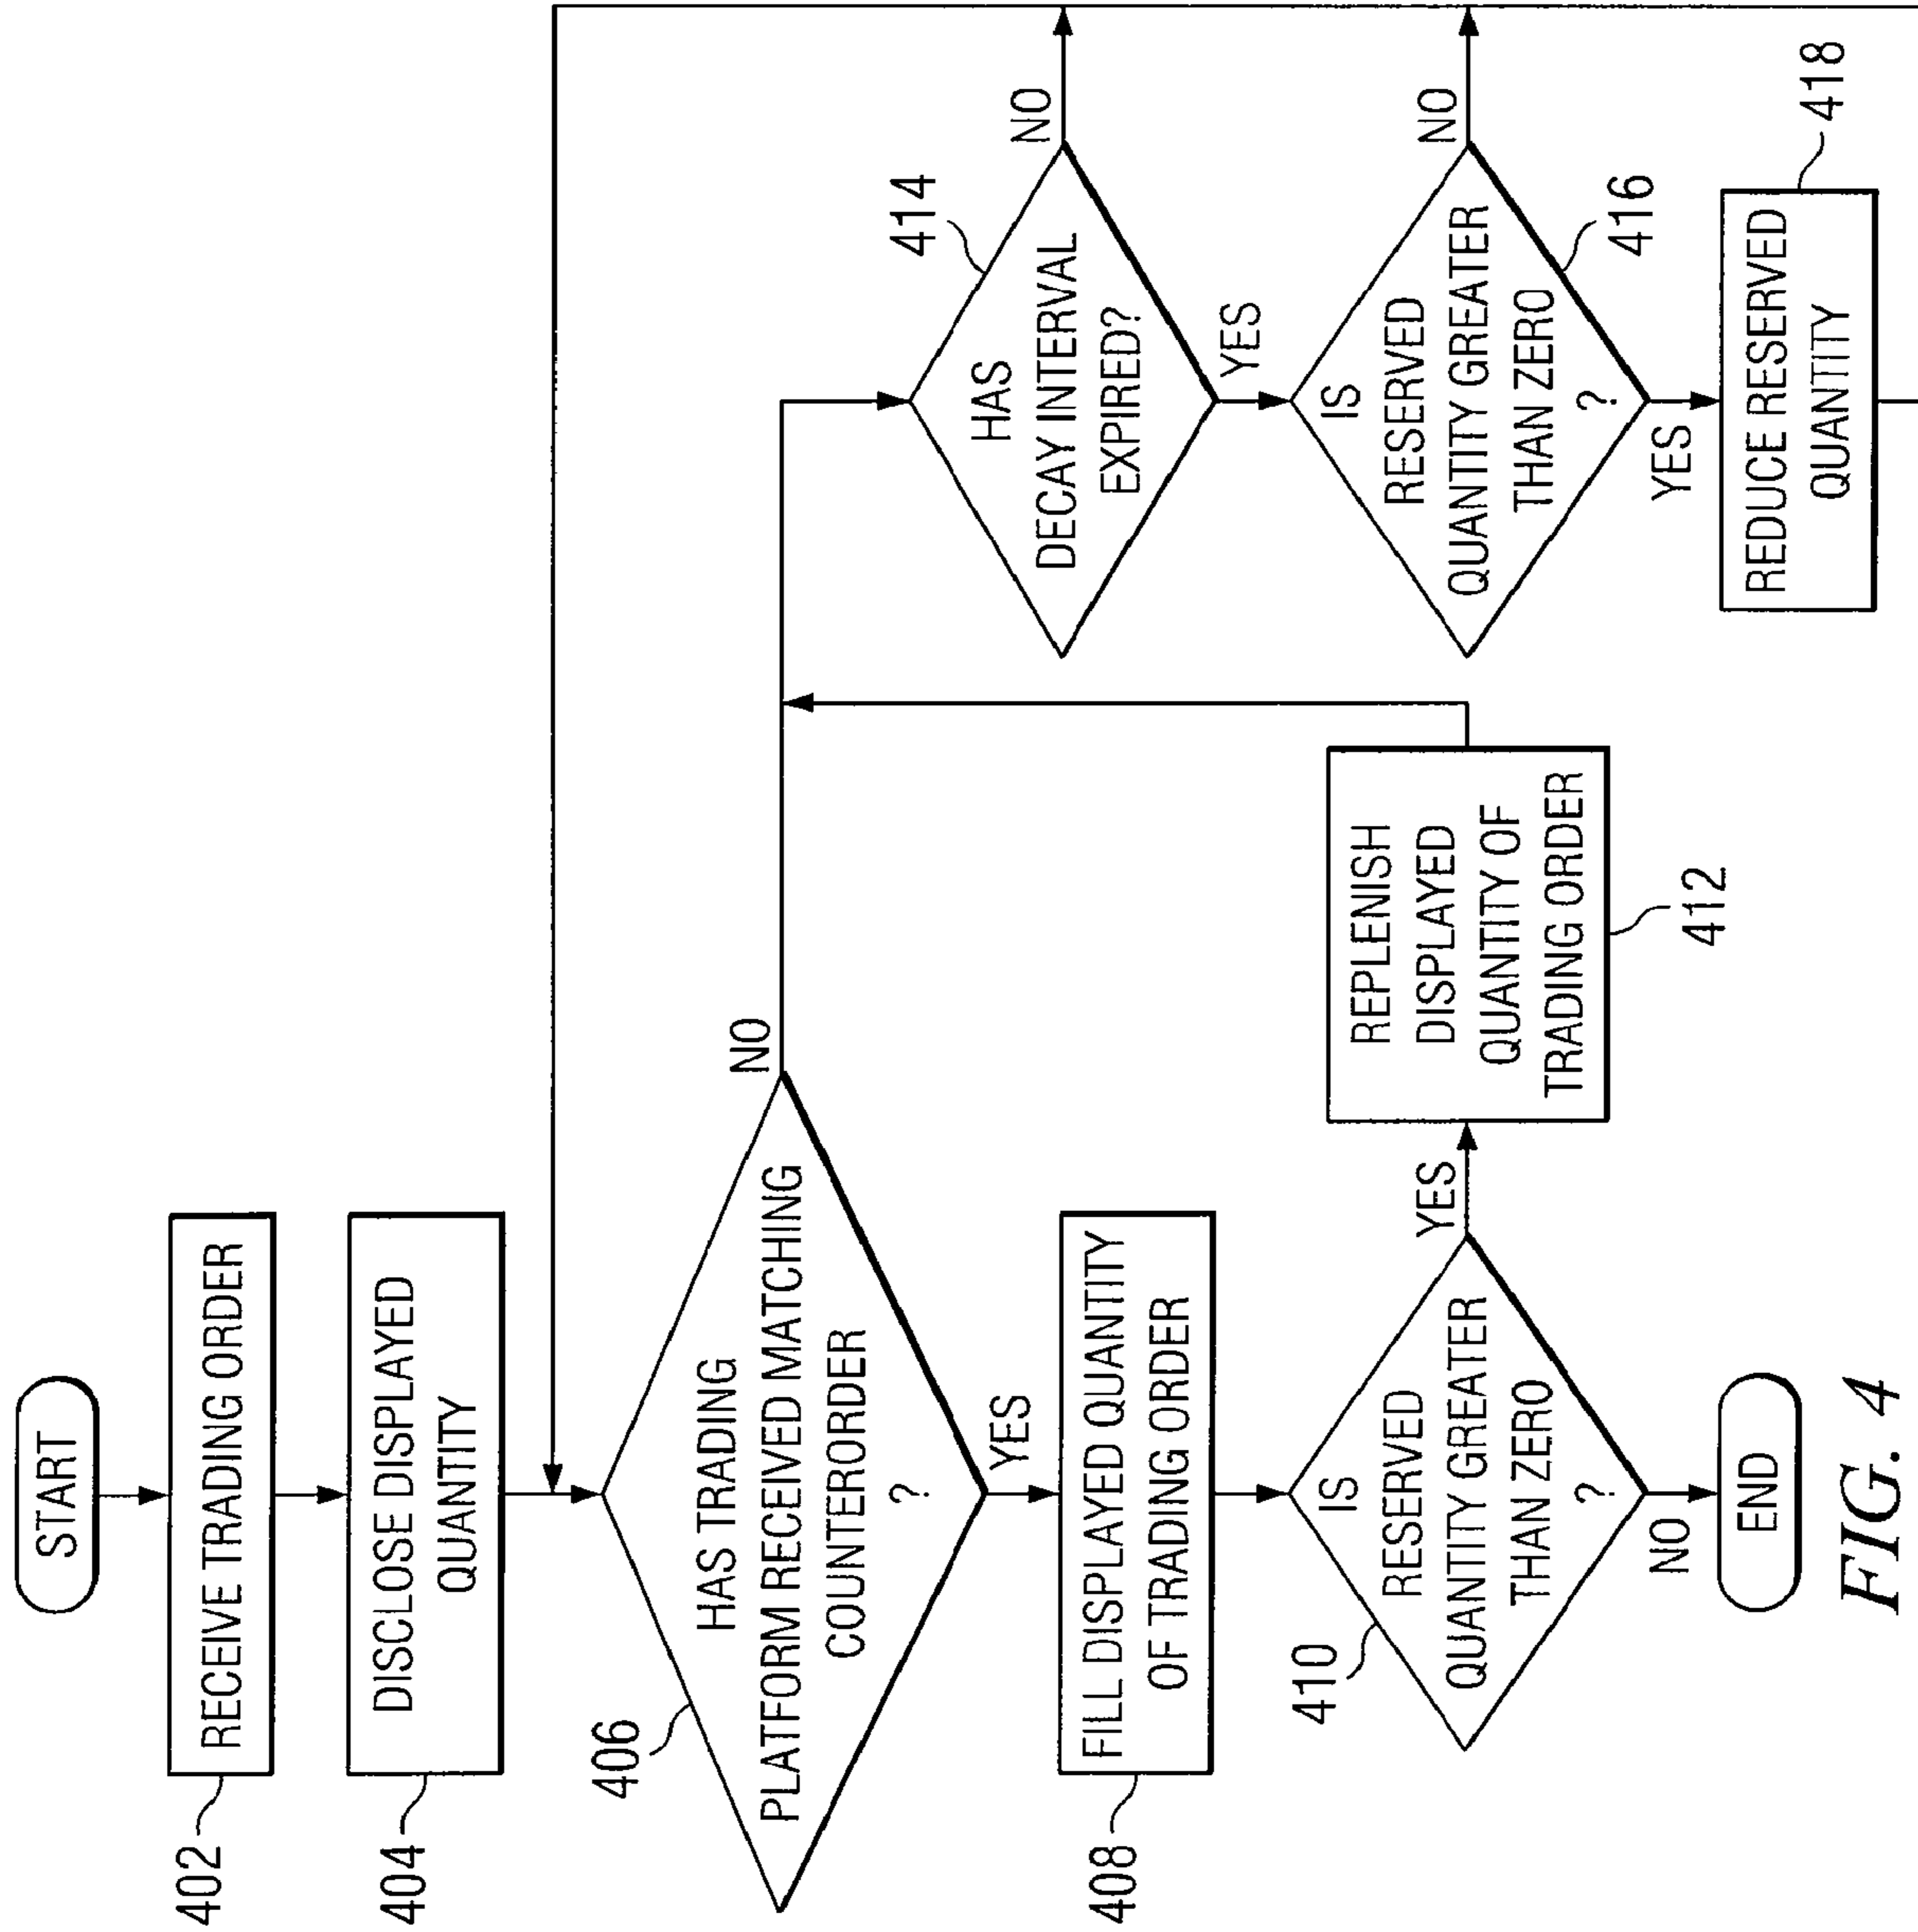 START
402
RECEIVE TRADING ORDER
404
DISCLOSE DISPLAYED
QUANTITY
406
HAS TRADING
PLATFORM RECEIVED MATCHING
COUNTERORDER
?
NO
YES
408
FILL DISPLAYED QUANTITY
OF TRADING ORDER
410
IS
RESERVED
QUANTITY GREATER
THAN ZERO
?
YES
NO
END
REPLENISH
DISPLAYED
QUANTITY OF
TRADING ORDER
412
414
HAS
DECAY INTERVAL
EXPIRED?
NO
YES
IS
RESERVED
QUANTITY GREATER
THAN ZERO
?
416
NO
YES
REDUCE RESERVED
QUANTITY
418
FIG. 4